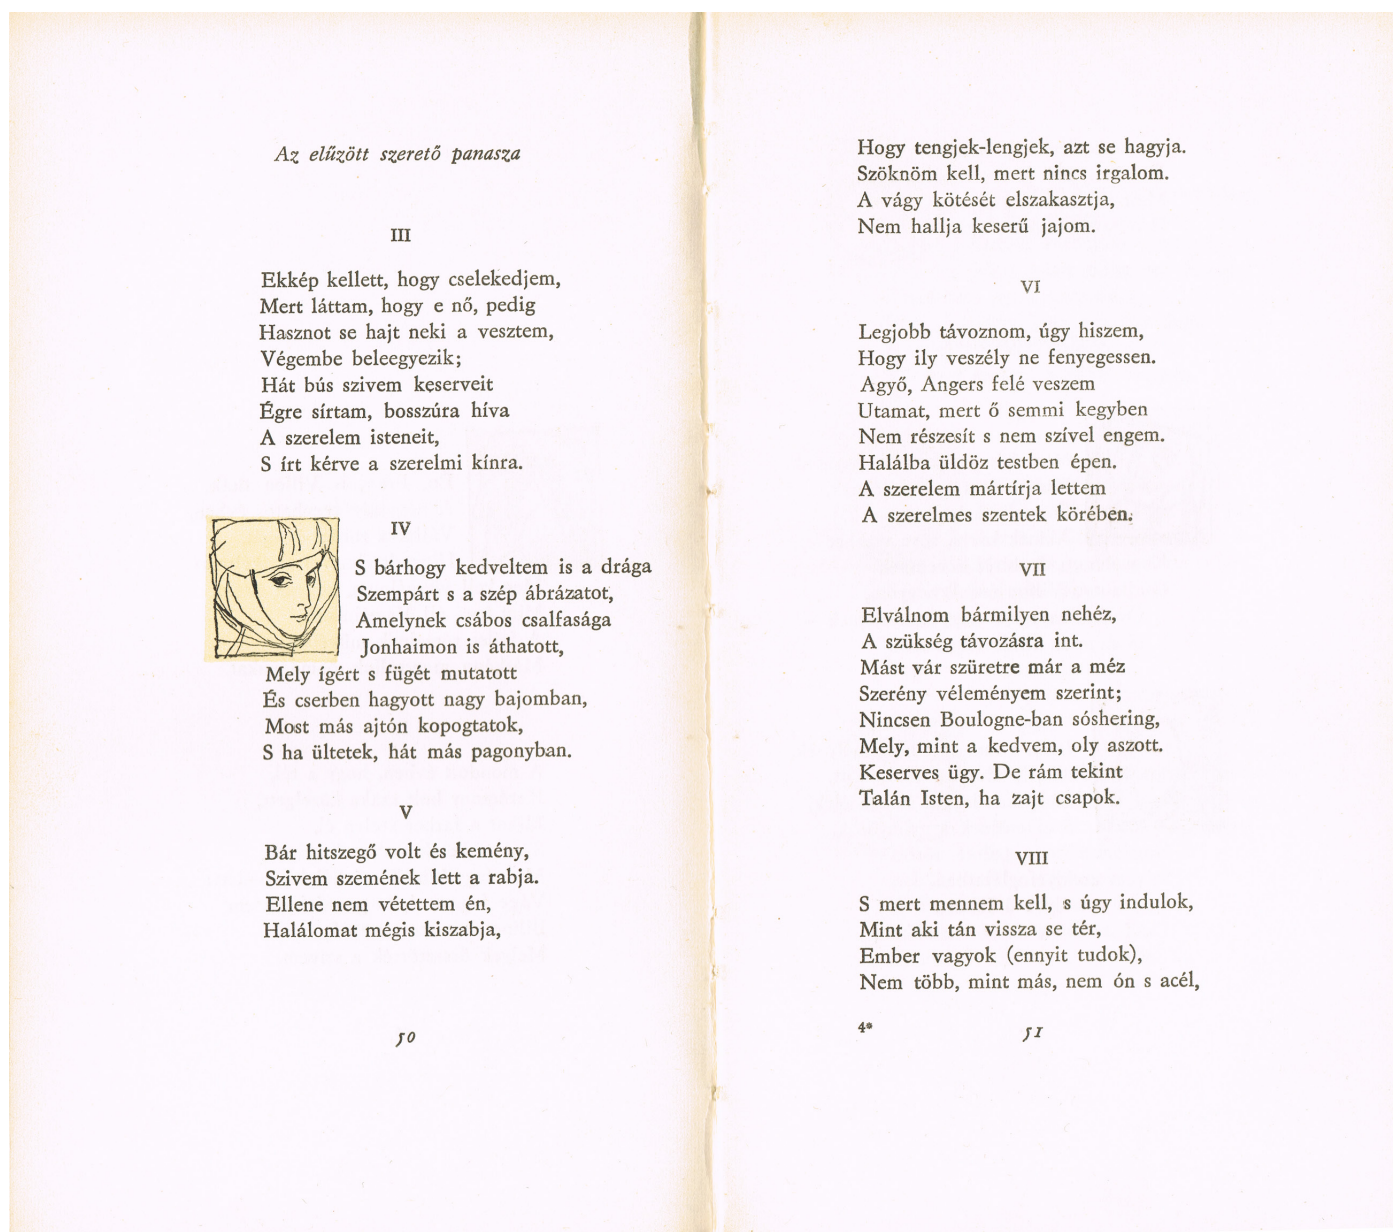 Az elűzött szerető panasza
III
Ekkép kellett, hogy cselekedjem,
Mert láttam, hogy e nő, pedig
Hasznot se hajt neki a vesztem,
Végembe beleegyezik;
Hát bús szivem keserveit
Égre sírtam, bosszúra híva
A szerelem isteneit,
S írt kérve a szerelmi kínra.
IV
S bárhogy kedveltem is a drága
Szempárt s a szép ábrázatot,
Amelynek csábos csalfasága
Jonhaimon is áthatott,
Mely ígért s fügét mutatott
És cserben hagyott nagy bajomban,
Most más ajtón kopogtatok,
S ha ültetek, hát más pagonyban.
V
Bár hitszegő volt és kemény,
Szivem szemének lett a rabja.
Ellene nem vétettem én,
Halálomat mégis kiszabja,
50
Hogy tengjek-lengjek, azt se hagyja.
Szöknöm kell, mert nincs irgalom.
A vágy kötését elszakasztja,
Nem hallja keserű jajom.
VI
Legjobb távoznom, úgy hiszem,
Hogy ily veszély ne fenyegessen.
Agyő, Angers felé veszem
Utamat, mert ő semmi kegyben
Nem részesít s nem szível engem.
Halálba üldöz testben épen.
A szerelem mártírja lettem
A szerelmes szentek körében.
VII
Elválnom bármilyen nehéz,
A szükség távozásra int.
Mást vár szüretre már a méz
Szerény véleményem szerint;
Nincsen Boulogne-ban sóshering,
Mely, mint a kedvem, oly aszott.
Keserves ügy. De rám tekint
Talán Isten, ha zajt csapok.
VIII
S mert mennem kell, s úgy indulok,
Mint aki tán vissza se tér,
Ember vagyok (ennyit tudok),
Nem több, mint más, nem ón s acél,
4*
51